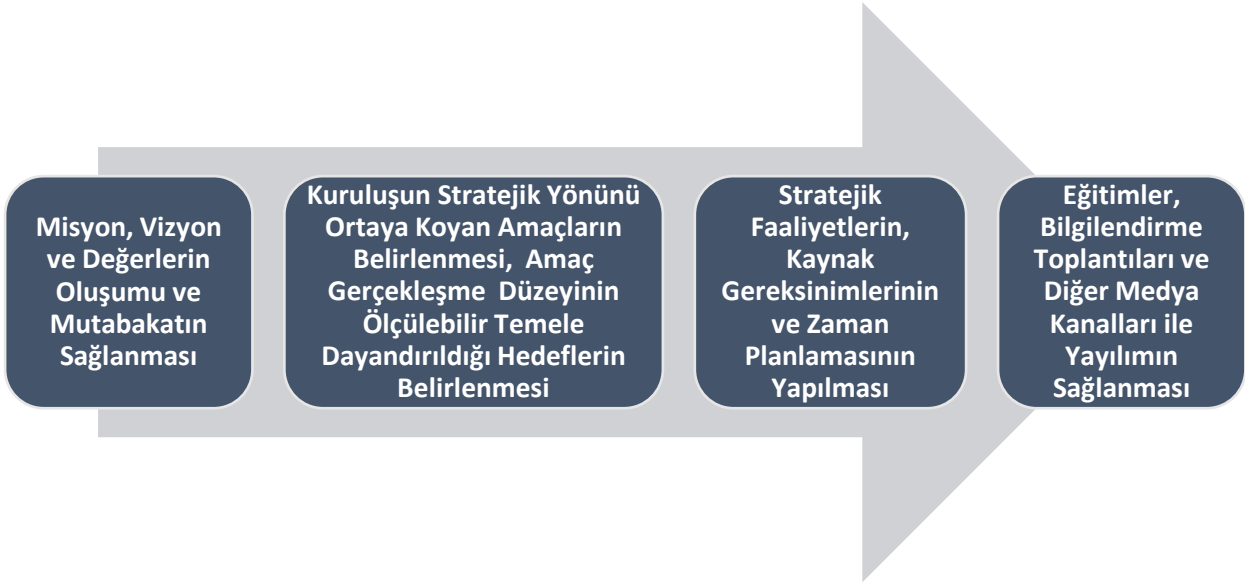 Misyon, Vizyon
ve Değerlerin
Oluşumu ve
Mutabakatın
Sağlanması
Kuruluşun Stratejik Yönünü
Ortaya Koyan Amaçların
Belirlenmesi, Amaç
Gerçekleşme Düzeyinin
Ölçülebilir Temele
Dayandırıldığı Hedeflerin
Belirlenmesi
Stratejik
Faaliyetlerin,
Kaynak
Gereksinimlerinin
ve Zaman
Planlamasının
Yapılması
Eğitimler,
Bilgilendirme
Toplantıları ve
Diğer Medya
Kanalları ile
Yayılımın
Sağlanması